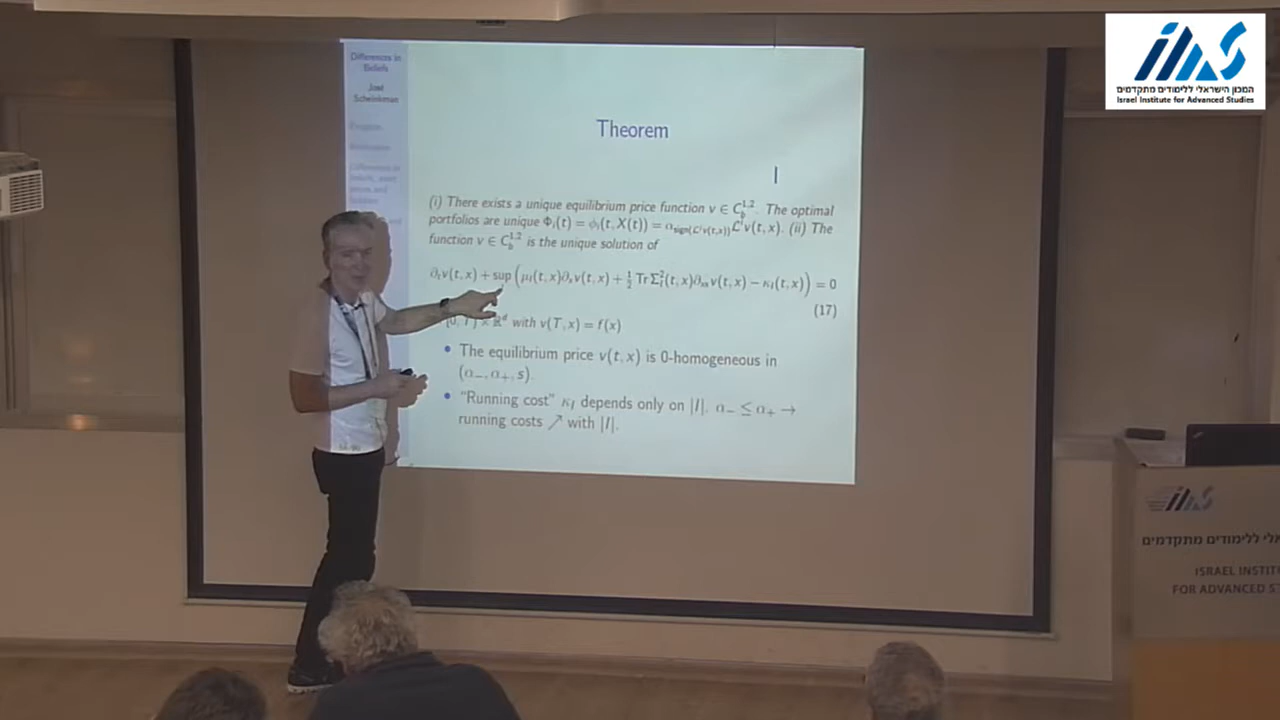 המכון הישראלי ללימודים מתקדמים
Israel Institute for Advanced Studies
Differences in
Beliefs
José
Scheinkman
Theorem
(i) There exists a unique equilibrium price function v ∈ C_b^{1,2}. The optimal
portfolios are unique Φ_i(t) = ϕ_i(t, X(t)) = α_{sign(ℒ^i v(t,x))}ℒ^i v(t, x). (ii) The
function v ∈ C_b^{1,2} is the unique solution of
∂_t v(t, x) + sup (μ_I(t, x)∂_x v(t, x) + ½ Tr Σ_I^2(t, x)∂_{xx} v(t, x) − κ_I(t, x)) = 0
(17)
ℝ^d with v(T, x) = f(x)
• The equilibrium price v(t, x) is 0-homogeneous in
(α_−, α_+, s).
• "Running cost" κ_I depends only on |I|. α_− ≤ α_+ →
running costs ↗ with |I|.
ללימודים מתקדמים
ISRAEL
FOR ADVANCED